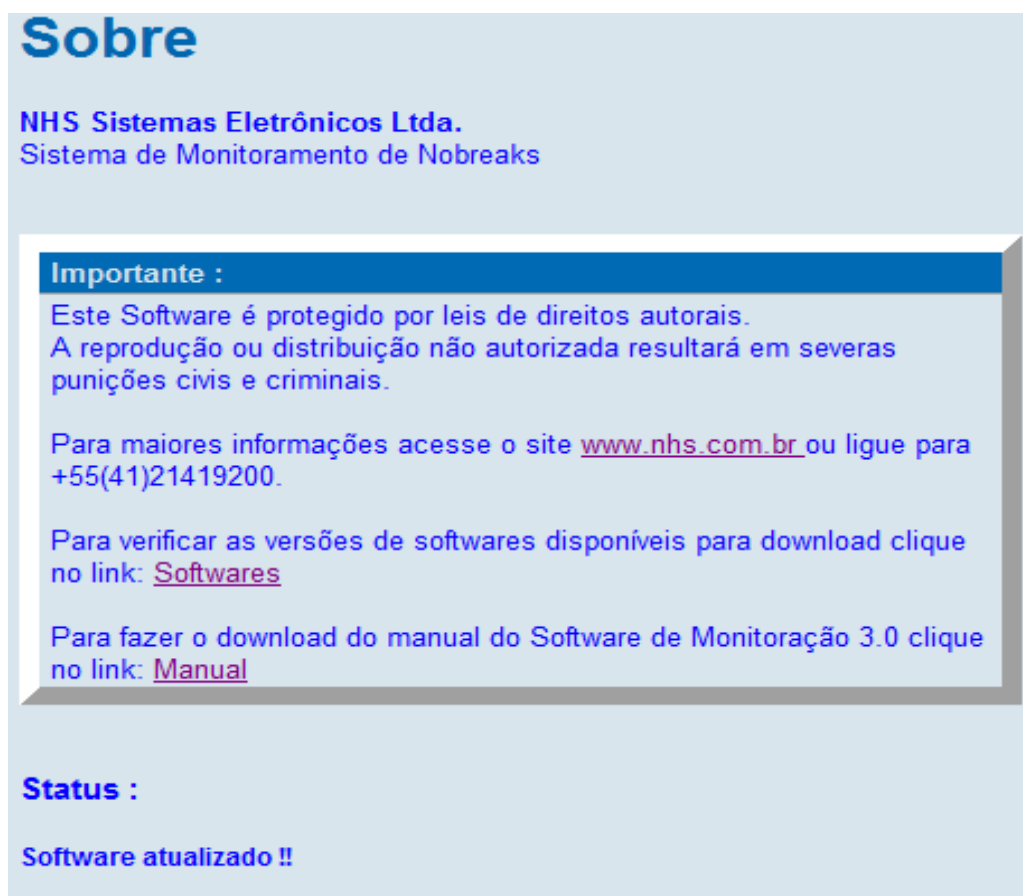 Sobre
NHS Sistemas Eletrônicos Ltda.
Sistema de Monitoramento de Nobreaks
Importante :
Este Software é protegido por leis de direitos autorais.
A reprodução ou distribuição não autorizada resultará em severas
punições civis e criminais.
Para maiores informações acesse o site www.nhs.com.br ou ligue para
+55(41)21419200.
Para verificar as versões de softwares disponíveis para download clique
no link: Softwares
Para fazer o download do manual do Software de Monitoração 3.0 clique
no link: Manual
Status :
Software atualizado !!